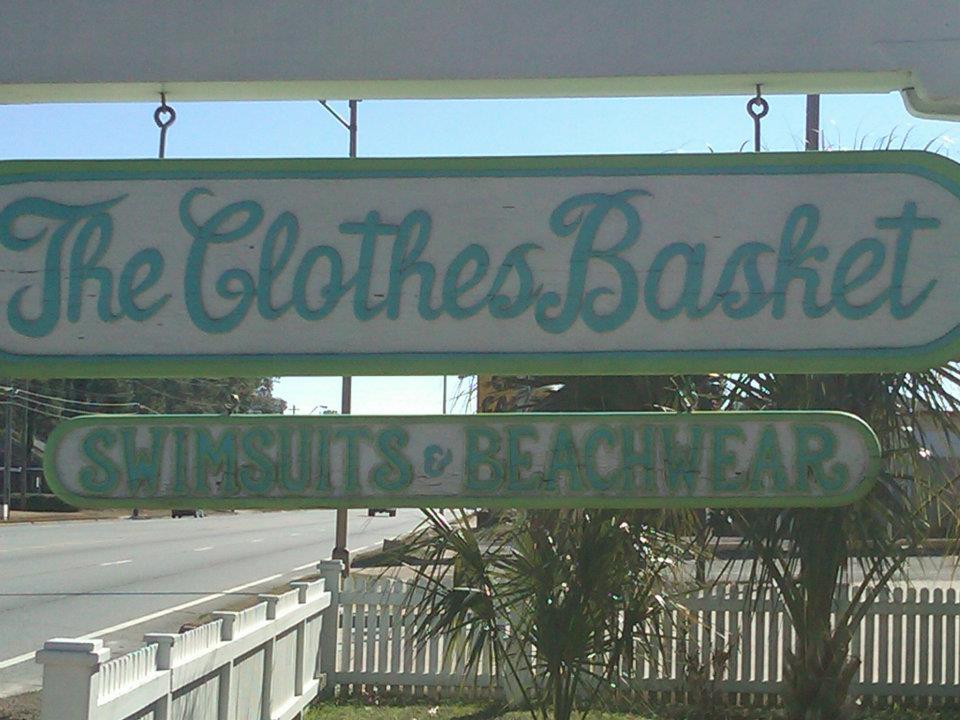 The Clothes Basket
SWIMSUITS & BEACHWEAR